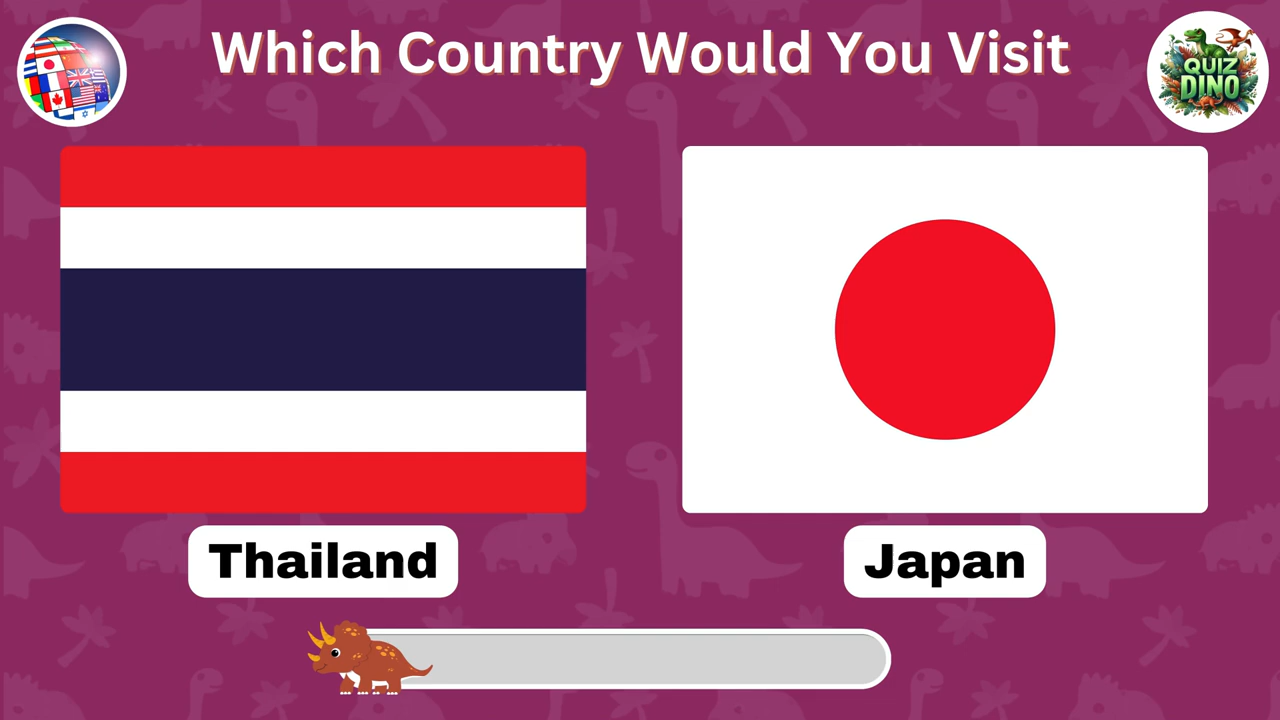 Which Country Would You Visit
QUIZ
DINO
Thailand
Japan